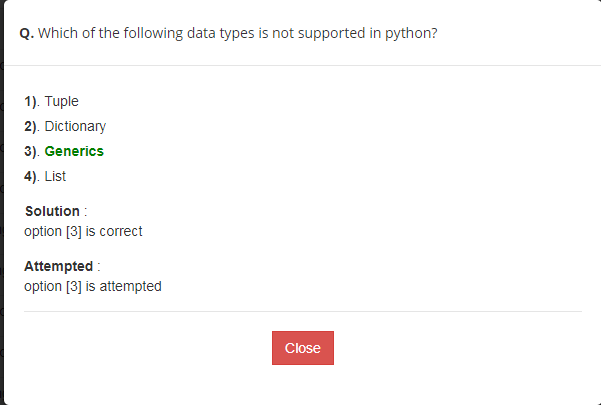 Q. Which of the following data types is not supported in python?
1). Tuple
2). Dictionary
3). Generics
4). List
Solution :
option [3] is correct
Attempted :
option [3] is attempted
Close